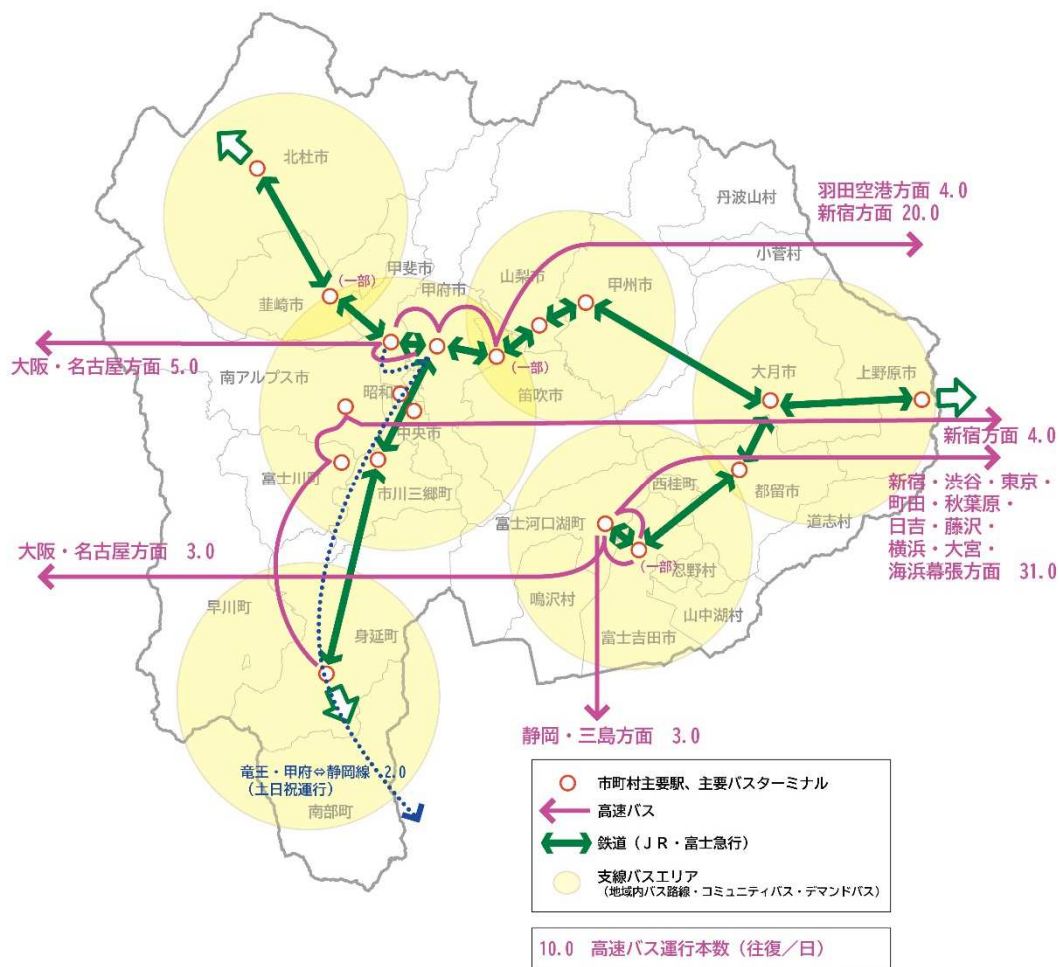 北杜市
丹波山村
羽田空港方面 4.0
新宿方面 20.0
小菅村
甲斐市
(一部)
山梨市
甲府市
甲州市
韮崎市
大阪・名古屋方面 5.0
(一部)
大月市
上野原市
南アルプス市
昭和
笛吹市
中央市
新宿方面 4.0
富士川町
市川三郷町
西桂町
都留市
新宿・渋谷・東京・
町田・秋葉原・
日吉・藤沢・
横浜・大宮・
海浜幕張方面 31.0
道志村
富士河口湖町
大阪・名古屋方面 3.0
(一部)
忍野村
鳴沢村
山中湖村
早川町
身延町
富士吉田市
静岡・三島方面 3.0
竜王・甲府⇔静岡線 2.0
(土日祝運行)
南部町
市町村主要駅、主要バスターミナル
高速バス
鉄道(JR・富士急行)
支線バスエリア
(地域内バス路線・コミュニティバス・デマンドバス)
10.0 高速バス運行本数(往復/日)